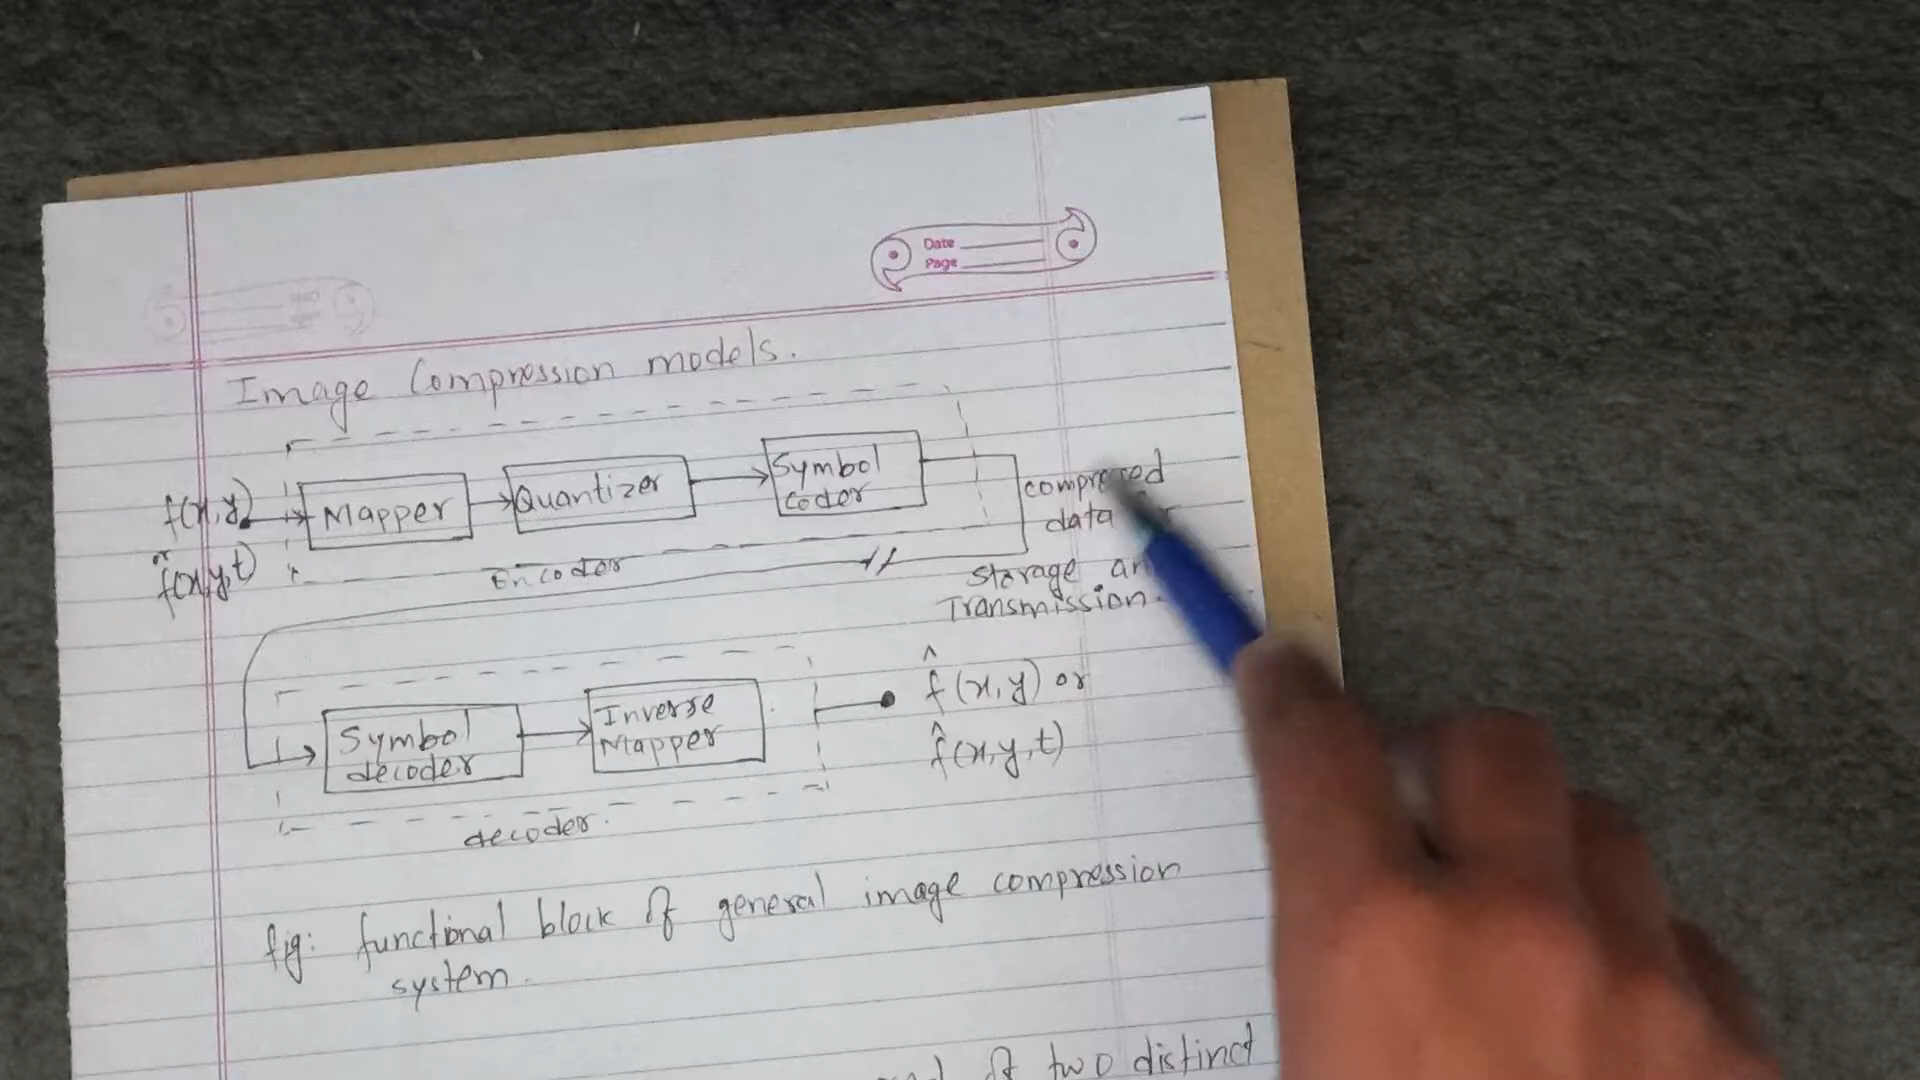 Date
Page
Image Compression models.
f(x,y)
or
f(x,y,t)
Mapper
Quantizer
Symbol
coder
compressed
data
Storage
Transmission.
Encoder
Symbol
decoder
Inverse
Mapper
f̂(x,y) or
f̂(x,y,t)
decoder.
fig: functional block of general image compression
system.
of two distinct